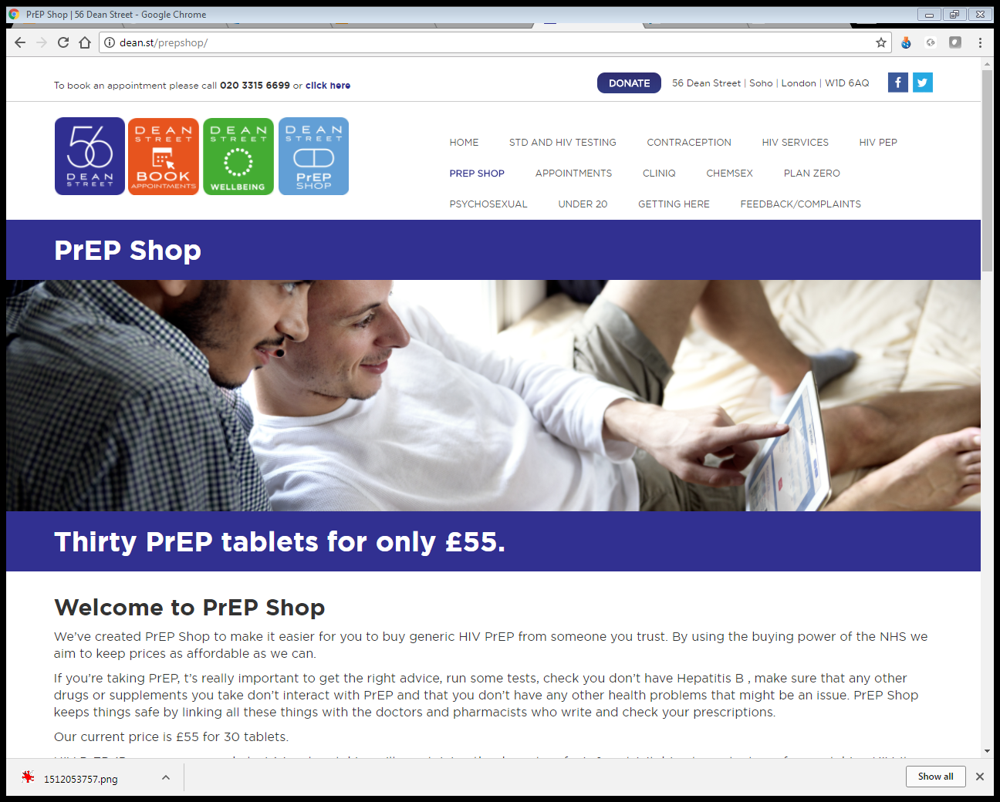 PrEP Shop | 56 Dean Street - Google Chrome
dean.st/prepshop/
To book an appointment please call 020 3315 6699 or click here
DONATE
56 Dean Street | Soho | London | W1D 6AQ
56
DEAN
STREET
DEAN
STREET
BOOK
APPOINTMENTS
DEAN
STREET
WELLBEING
DEAN
STREET
PrEP
SHOP
HOME STD AND HIV TESTING CONTRACEPTION HIV SERVICES HIV PEP
PREP SHOP APPOINTMENTS CLINIQ CHEMSEX PLAN ZERO
PSYCHOSEXUAL UNDER 20 GETTING HERE FEEDBACK/COMPLAINTS
PrEP Shop
Thirty PrEP tablets for only £55.
Welcome to PrEP Shop
We’ve created PrEP Shop to make it easier for you to buy generic HIV PrEP from someone you trust. By using the buying power of the NHS we
aim to keep prices as affordable as we can.
If you’re taking PrEP, t’s really important to get the right advice, run some tests, check you don’t have Hepatitis B , make sure that any other
drugs or supplements you take don’t interact with PrEP and that you don’t have any other health problems that might be an issue. PrEP Shop
keeps things safe by linking all these things with the doctors and pharmacists who write and check your prescriptions.
Our current price is £55 for 30 tablets.
1512053757.png
Show all